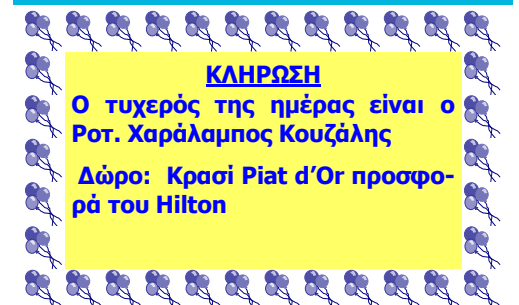 ΚΛΗΡΩΣΗ
Ο τυχερός της ημέρας είναι ο
Ροτ. Χαράλαμπος Κουζάλης
Δώρο: Κρασί Piat d’Or προσφο-
ρά του Hilton